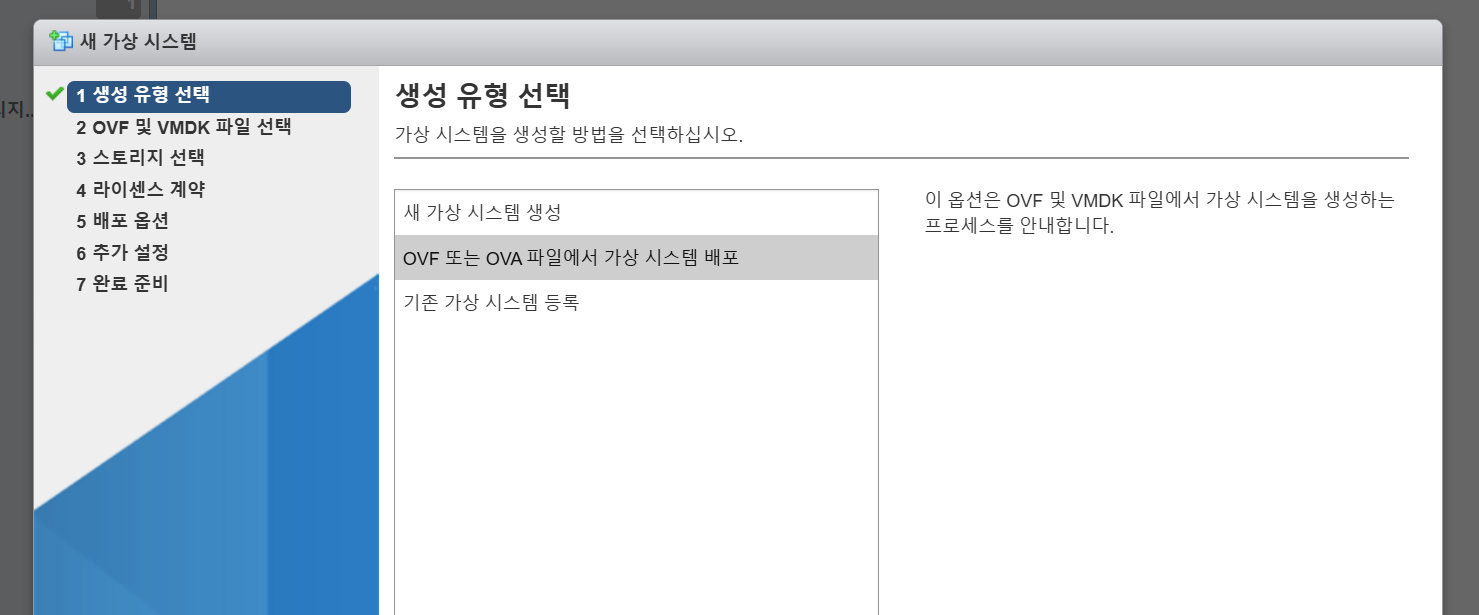 새 가상 시스템
리지..
1 생성 유형 선택
2 OVF 및 VMDK 파일 선택
3 스토리지 선택
4 라이센스 계약
5 배포 옵션
6 추가 설정
7 완료 준비
생성 유형 선택
가상 시스템을 생성할 방법을 선택하십시오.
새 가상 시스템 생성
OVF 또는 OVA 파일에서 가상 시스템 배포
기존 가상 시스템 등록
이 옵션은 OVF 및 VMDK 파일에서 가상 시스템을 생성하는
프로세스를 안내합니다.